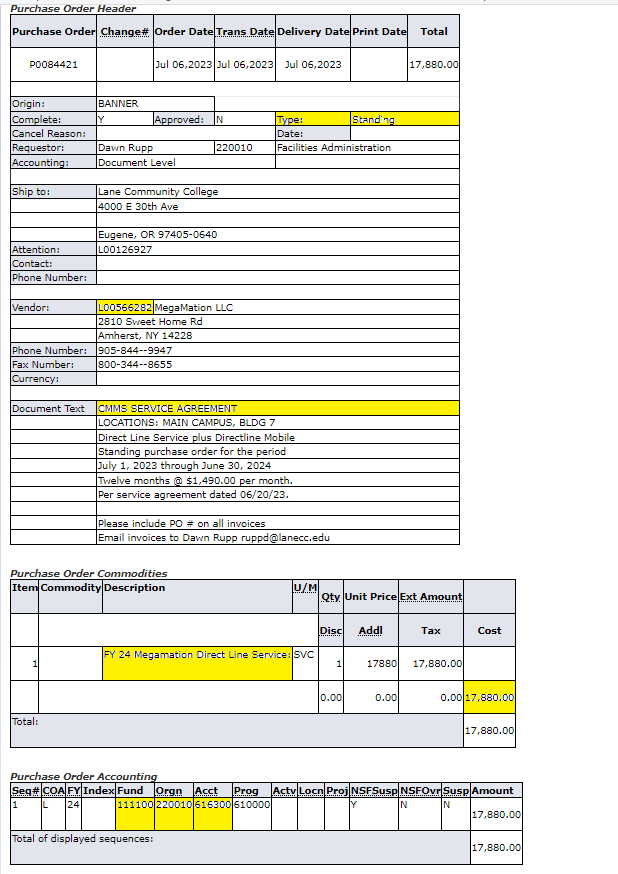 Purchase Order Header
Purchase Order Change# Order Date Trans Date Delivery Date Print Date Total
P0084421 Jul 06,2023 Jul 06,2023 Jul 06,2023 17,880.00
Origin: BANNER
Complete: Y Approved: N Type: Standing
Cancel Reason: Date:
Requestor: Dawn Rupp 220010 Facilities Administration
Accounting: Document Level
Ship to: Lane Community College
4000 E 30th Ave
Eugene, OR 97405-0640
Attention: L00126927
Contact:
Phone Number:
Vendor: L00566282 MegaMation LLC
2810 Sweet Home Rd
Amherst, NY 14228
Phone Number: 905-844--9947
Fax Number: 800-344--8655
Currency:
Document Text CMMS SERVICE AGREEMENT
LOCATIONS: MAIN CAMPUS, BLDG 7
Direct Line Service plus Directline Mobile
Standing purchase order for the period
July 1, 2023 through June 30, 2024
Twelve months @ $1,490.00 per month.
Per service agreement dated 06/20/23.
Please include PO # on all invoices
Email invoices to Dawn Rupp ruppd@lanecc.edu
Purchase Order Commodities
Item Commodity Description U/M Qty Unit Price Ext Amount
Disc Addl Tax Cost
1 FY 24 Megamation Direct Line Service: SVC 1 17880 17,880.00
0.00 0.00 0.00 17,880.00
Total: 17,880.00
Purchase Order Accounting
Seq# COA FY Index Fund Orgn Acct Prog Actv Locn Proj NSFSusp NSFOvr Susp Amount
1 L 24 111100 220010 616300 610000 Y N N 17,880.00
Total of displayed sequences: 17,880.00